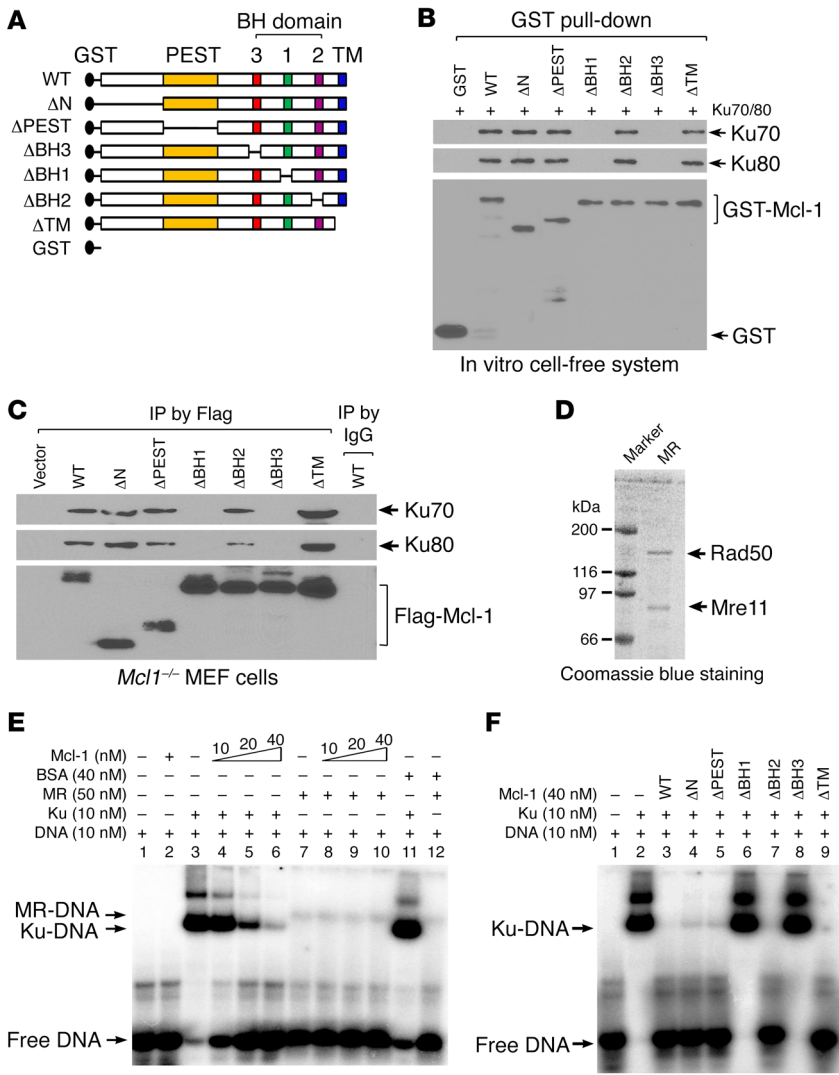 A
BH domain
GST PEST 3 1 2 TM
WT
ΔN
ΔPEST
ΔBH3
ΔBH1
ΔBH2
ΔTM
GST
B
GST pull-down
GST WT ΔN ΔPEST ΔBH1 ΔBH2 ΔBH3 ΔTM
+ + + + + + + + Ku70/80
Ku70
Ku80
GST-Mcl-1
GST
In vitro cell-free system
C
IP by Flag
IP by
IgG
Vector WT ΔN ΔPEST ΔBH1 ΔBH2 ΔBH3 ΔTM WT
Ku70
Ku80
Flag-Mcl-1
Mcl1–/– MEF cells
D
Marker MR
kDa
200
116
97
66
Rad50
Mre11
Coomassie blue staining
E
Mcl-1 (nM) – + – 10 20 40 – 10 20 40 – –
BSA (40 nM) – – – – – – – – – – + +
MR (50 nM) – – – – – – + + + + – +
Ku (10 nM) – – + + + + – – – – + –
DNA (10 nM) + + + + + + + + + + + +
1 2 3 4 5 6 7 8 9 10 11 12
MR-DNA
Ku-DNA
Free DNA
F
Mcl-1 (40 nM) – – WT ΔN ΔPEST ΔBH1 ΔBH2 ΔBH3 ΔTM
Ku (10 nM) – + + + + + + + +
DNA (10 nM) + + + + + + + + +
1 2 3 4 5 6 7 8 9
Ku-DNA
Free DNA